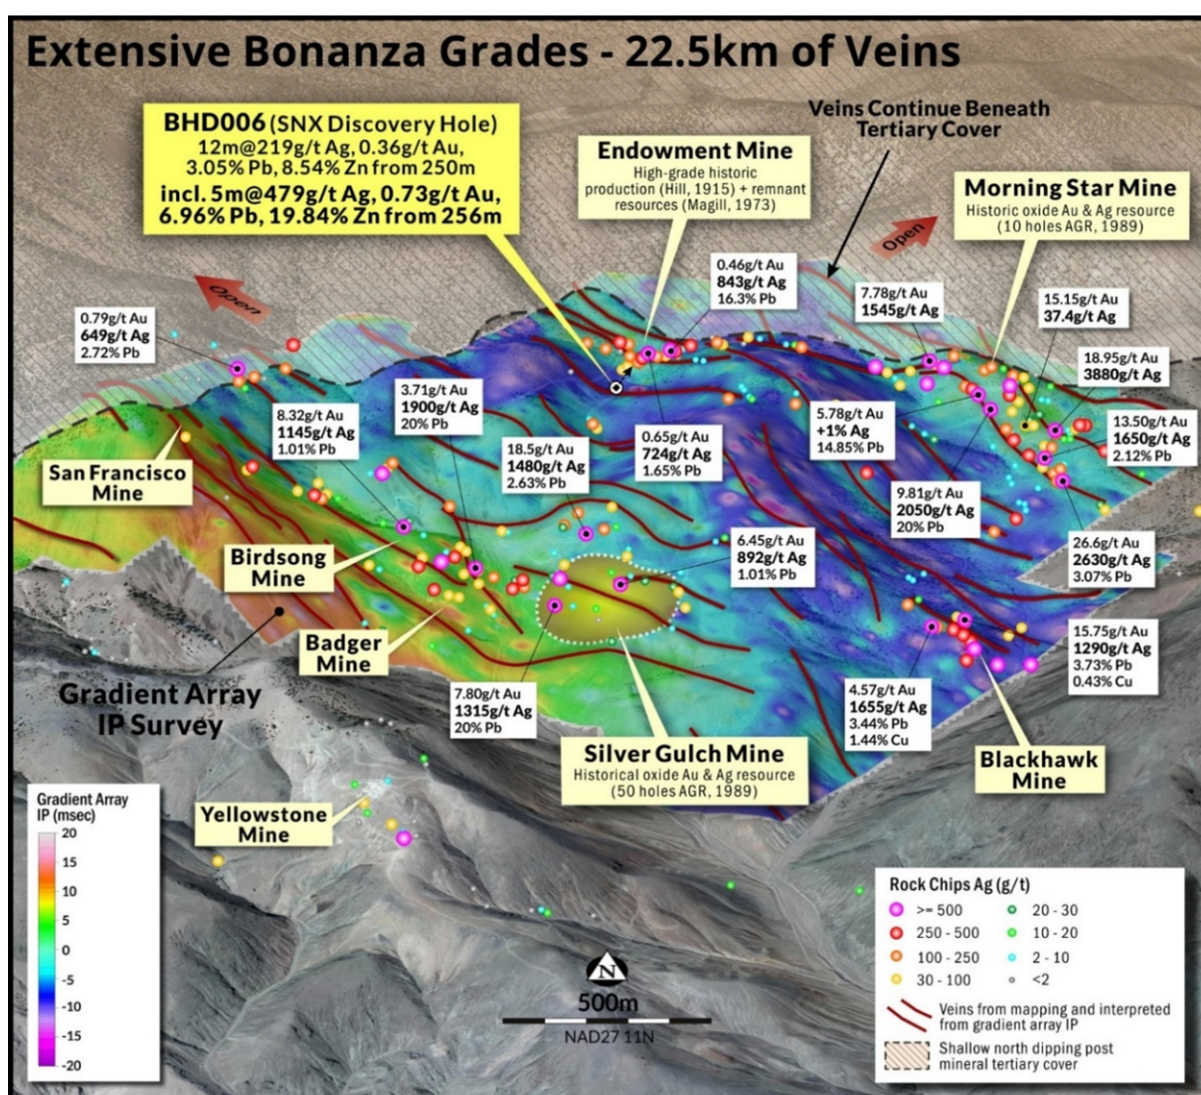 Extensive Bonanza Grades - 22.5km of Veins
BHD006 (SNX Discovery Hole)
12m@219g/t Ag, 0.36g/t Au,
3.05% Pb, 8.54% Zn from 250m
incl. 5m@479g/t Ag, 0.73g/t Au,
6.96% Pb, 19.84% Zn from 256m
Endowment Mine
High-grade historic
production (Hill, 1915) + remnant
resources (Magill, 1973)
Veins Continue Beneath
Tertiary Cover
Morning Star Mine
Historic oxide Au & Ag resource
(10 holes AGR, 1989)
Open
Open
0.79g/t Au
649g/t Ag
2.72% Pb
0.46g/t Au
843g/t Ag
16.3% Pb
7.78g/t Au
1545g/t Ag
15.15g/t Au
37.4g/t Ag
18.95g/t Au
3880g/t Ag
8.32g/t Au
1145g/t Ag
1.01% Pb
3.71g/t Au
1900g/t Ag
20% Pb
18.5g/t Au
1480g/t Ag
2.63% Pb
0.65g/t Au
724g/t Ag
1.65% Pb
5.78g/t Au
+1% Ag
14.85% Pb
13.50g/t Au
1650g/t Ag
2.12% Pb
San Francisco
Mine
9.81g/t Au
2050g/t Ag
20% Pb
Birdsong
Mine
6.45g/t Au
892g/t Ag
1.01% Pb
26.6g/t Au
2630g/t Ag
3.07% Pb
Badger
Mine
15.75g/t Au
1290g/t Ag
3.73% Pb
0.43% Cu
Gradient Array
IP Survey
7.80g/t Au
1315g/t Ag
20% Pb
4.57g/t Au
1655g/t Ag
3.44% Pb
1.44% Cu
Silver Gulch Mine
Historical oxide Au & Ag resource
(50 holes AGR, 1989)
Blackhawk
Mine
Yellowstone
Mine
Gradient Array
IP (msec)
20
15
10
5
0
-5
-10
-15
-20
N
500m
NAD27 11N
Rock Chips Ag (g/t)
>= 500
250 - 500
100 - 250
30 - 100
20 - 30
10 - 20
2 - 10
<2
Veins from mapping and interpreted
from gradient array IP
Shallow north dipping post
mineral tertiary cover